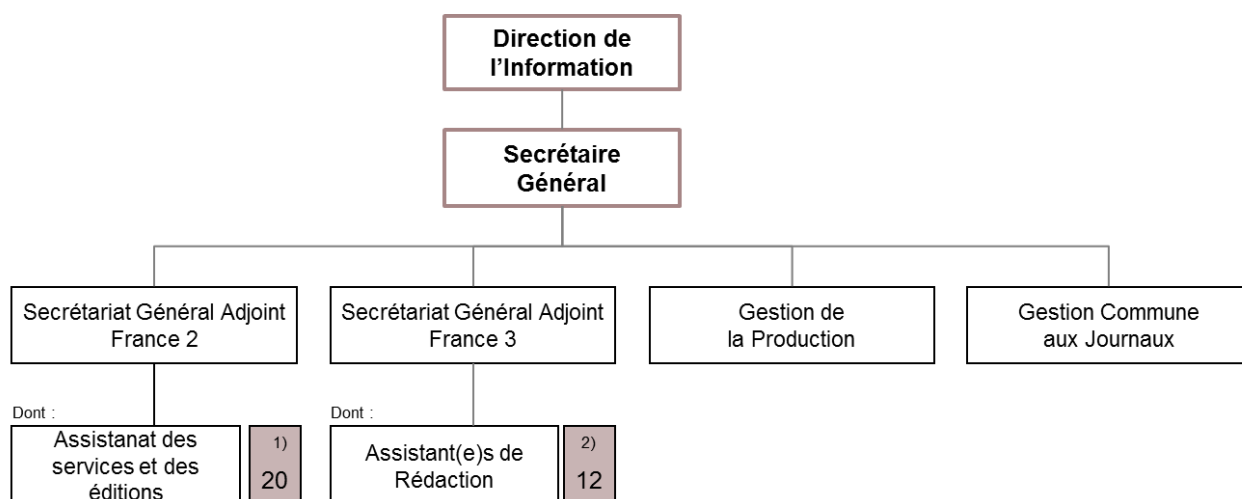 Direction de
l'Information
Secrétaire
Général
Secrétariat Général Adjoint
France 2
Secrétariat Général Adjoint
France 3
Gestion de
la Production
Gestion Commune
aux Journaux
Dont :
Assistanat des
services et des
éditions
1)
20
Dont :
Assistant(e)s de
Rédaction
2)
12